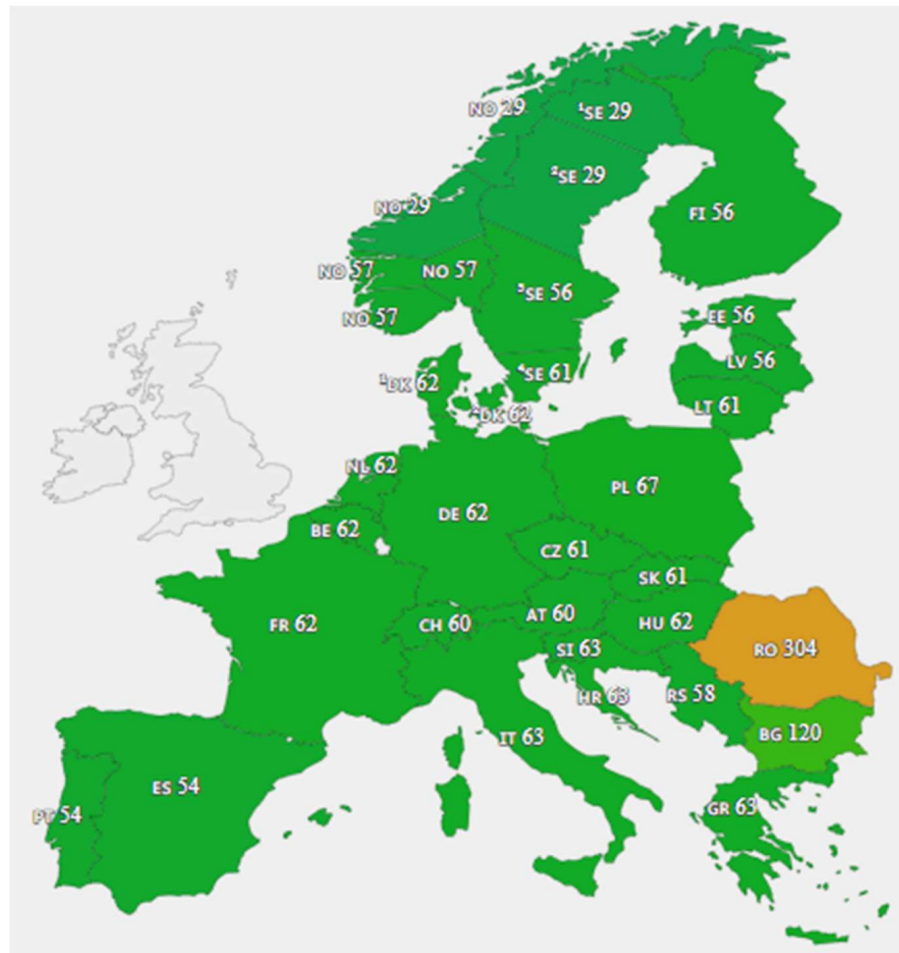 NO 29
¹SE 29
²SE 29
NO 29
FI 56
NO 57
NO 57
³SE 56
NO 57
EE 56
LV 56
¹DK 62
⁴SE 61
²DK 62
LT 61
NL 62
PL 67
DE 62
BE 62
CZ 61
SK 61
FR 62
CH 60
AT 60
HU 62
SI 63
RO 304
HR 63
RS 58
IT 63
BG 120
ES 54
PT 54
GR 63